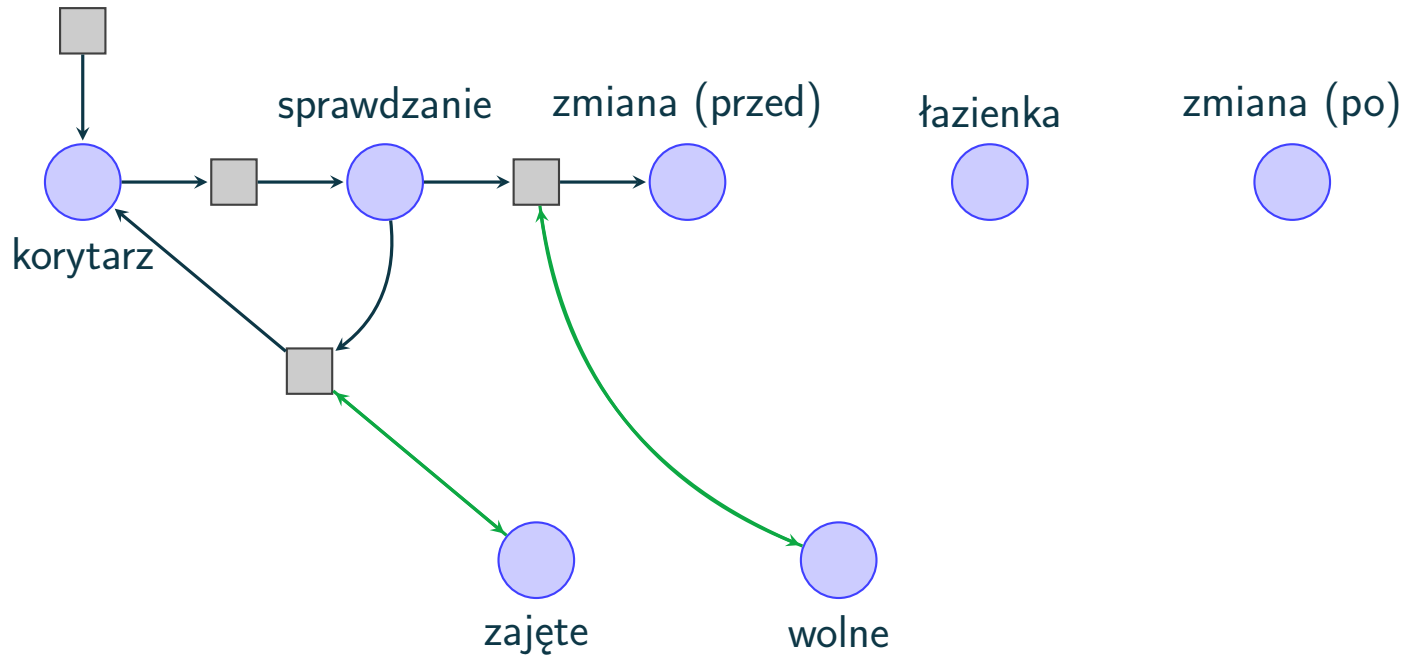 sprawdzanie
zmiana (przed)
łazienka
zmiana (po)
korytarz
zajęte
wolne